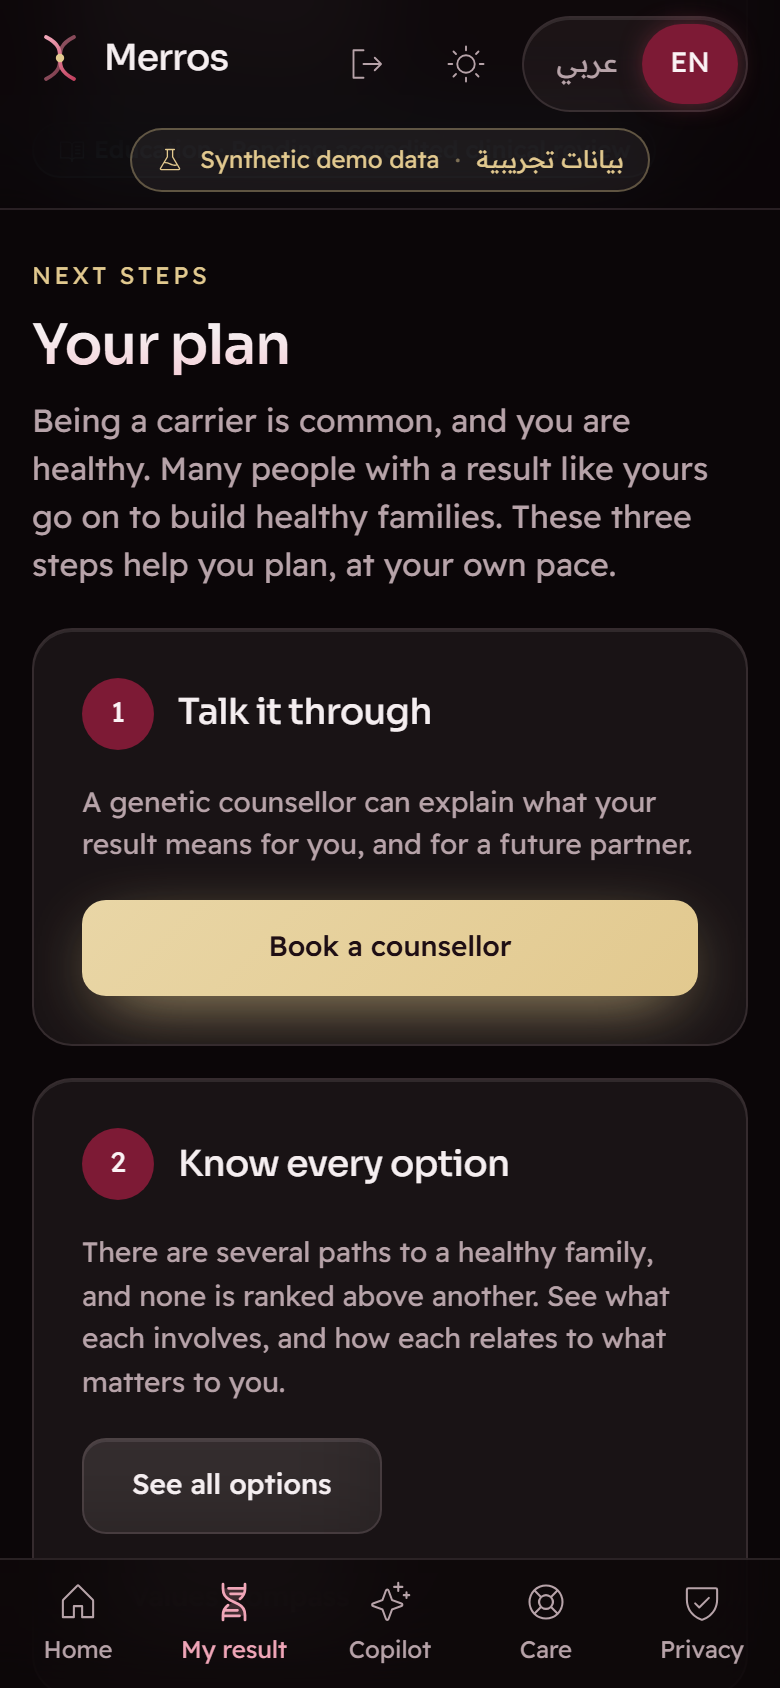 Merros
عربي
EN
Synthetic demo data · بيانات تجريبية
NEXT STEPS
Your plan
Being a carrier is common, and you are
healthy. Many people with a result like yours
go on to build healthy families. These three
steps help you plan, at your own pace.
1
Talk it through
A genetic counsellor can explain what your
result means for you, and for a future partner.
Book a counsellor
2
Know every option
There are several paths to a healthy family,
and none is ranked above another. See what
each involves, and how each relates to what
matters to you.
See all options
Home
My result
Copilot
Care
Privacy